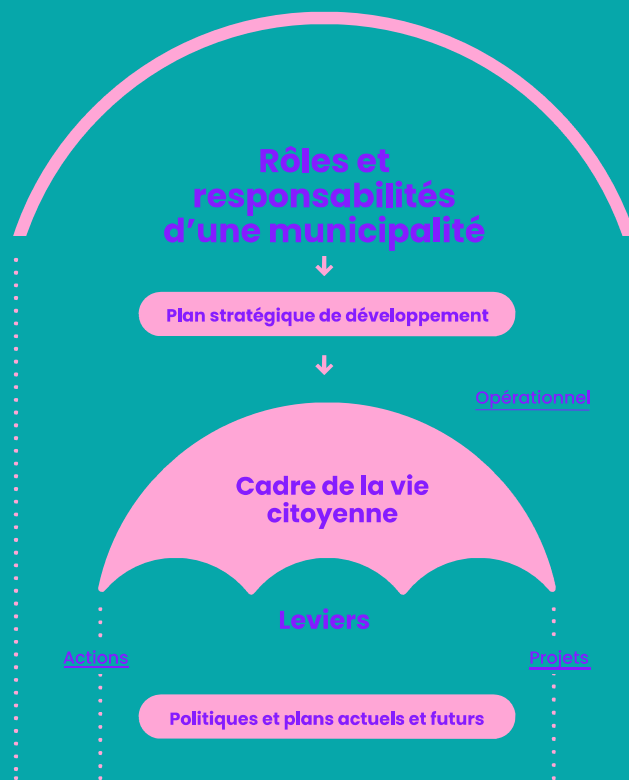 Rôles et
responsabilités
d'une municipalité
Plan stratégique de développement
Opérationnel
Cadre de la vie
citoyenne
Leviers
Actions
Projets
Politiques et plans actuels et futurs